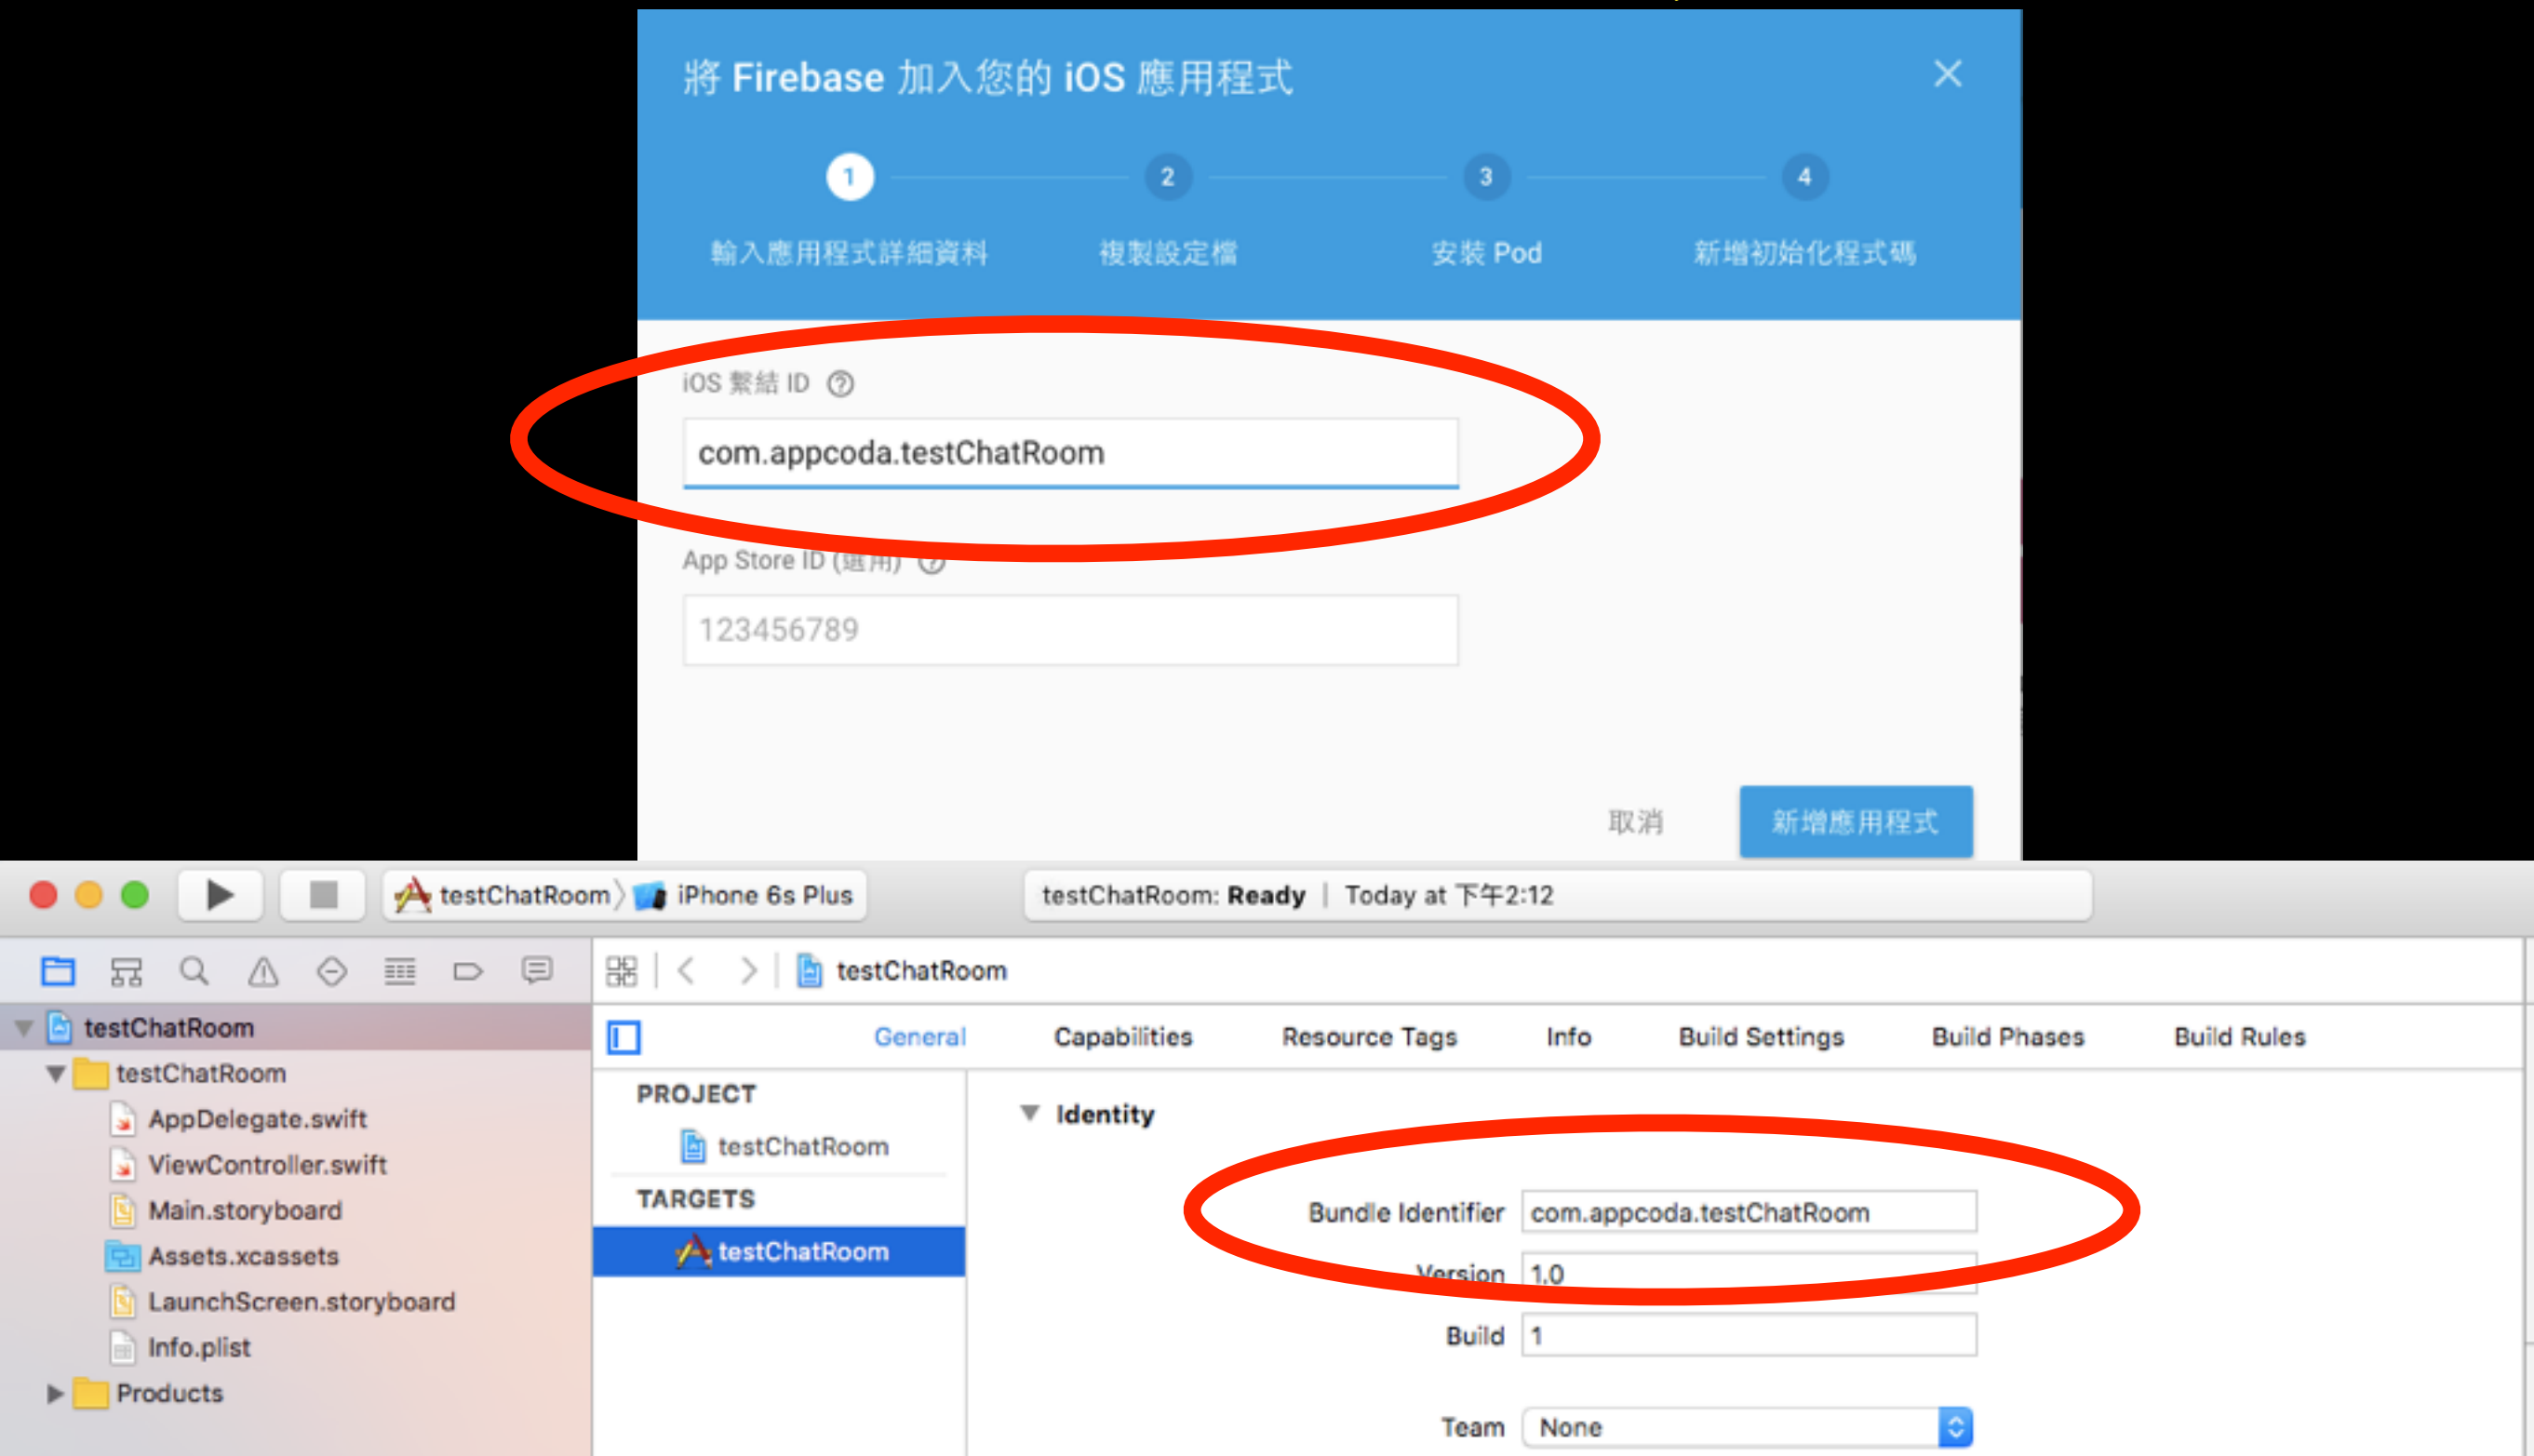 將 Firebase 加入您的 iOS 應用程式
1 2 3 4
輸入應用程式詳細資料 複製設定檔 安裝 Pod 新增初始化程式碼
iOS 繫結 ID
com.appcoda.testChatRoom
App Store ID (選用)
123456789
取消 新增應用程式
testChatRoom iPhone 6s Plus testChatRoom: Ready | Today at 下午2:12
testChatRoom
testChatRoom
General Capabilities Resource Tags Info Build Settings Build Phases Build Rules
testChatRoom
AppDelegate.swift
ViewController.swift
Main.storyboard
Assets.xcassets
LaunchScreen.storyboard
Info.plist
Products
PROJECT
testChatRoom
TARGETS
testChatRoom
Identity
Bundle Identifier com.appcoda.testChatRoom
Version 1.0
Build 1
Team None